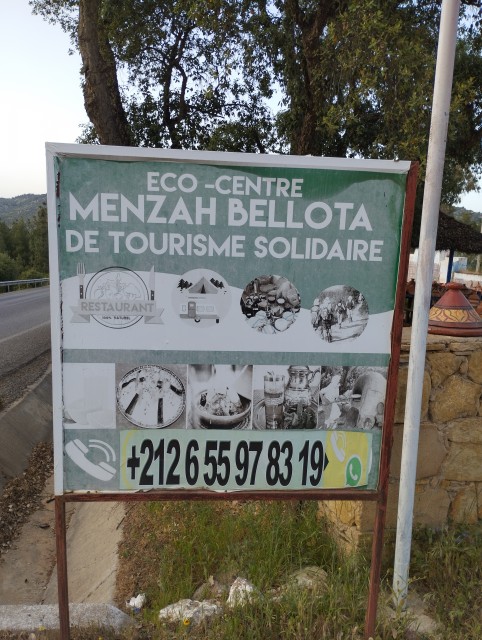 ECO-CENTRE
MENZAH BELLOTA
DE TOURISME SOLIDAIRE
RESTAURANT
+212 6 55 97 83 19